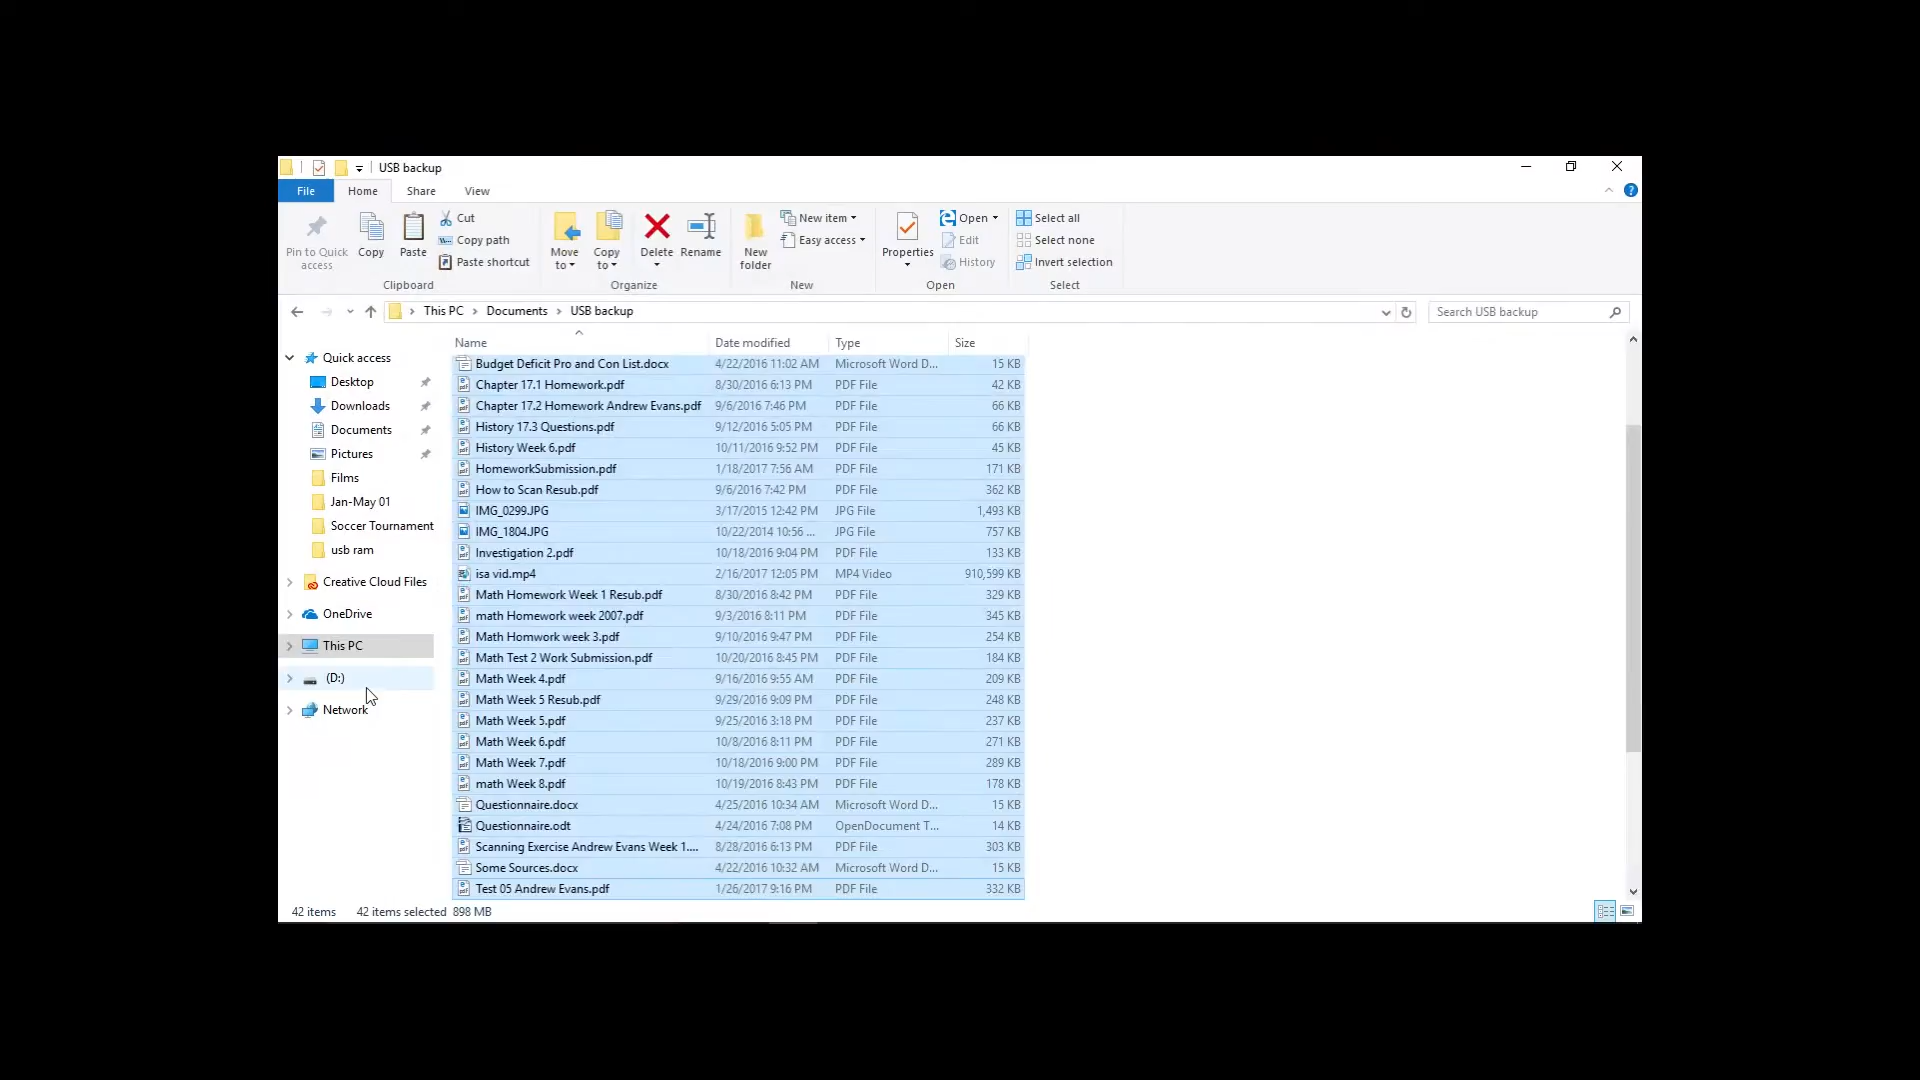 USB backup
File Home Share View
Pin to Quick access
Copy
Paste
Cut
Copy path
Paste shortcut
Clipboard
Move to
Copy to
Delete
Rename
Organize
New folder
New item
Easy access
New
Properties
Open
Edit
History
Open
Select all
Select none
Invert selection
Select
This PC > Documents > USB backup
Search USB backup
Quick access
Desktop
Downloads
Documents
Pictures
Films
Jan-May 01
Soccer Tournament
usb ram
Creative Cloud Files
OneDrive
This PC
(D:)
Network
Name Date modified Type Size
Budget Deficit Pro and Con List.docx 4/22/2016 11:02 AM Microsoft Word D... 15 KB
Chapter 17.1 Homework.pdf 8/30/2016 6:13 PM PDF File 42 KB
Chapter 17.2 Homework Andrew Evans.pdf 9/6/2016 7:46 PM PDF File 66 KB
History 17.3 Questions.pdf 9/12/2016 5:05 PM PDF File 66 KB
History Week 6.pdf 10/11/2016 9:52 PM PDF File 45 KB
HomeworkSubmission.pdf 1/18/2017 7:56 AM PDF File 171 KB
How to Scan Resub.pdf 9/6/2016 7:42 PM PDF File 362 KB
IMG_0299.JPG 3/17/2015 12:42 PM JPG File 1,493 KB
IMG_1804.JPG 10/22/2014 10:56 ... JPG File 757 KB
Investigation 2.pdf 10/18/2016 9:04 PM PDF File 133 KB
isa vid.mp4 2/16/2017 12:05 PM MP4 Video 910,599 KB
Math Homework Week 1 Resub.pdf 8/30/2016 8:42 PM PDF File 329 KB
math Homework week 2007.pdf 9/3/2016 8:11 PM PDF File 345 KB
Math Homwork week 3.pdf 9/10/2016 9:47 PM PDF File 254 KB
Math Test 2 Work Submission.pdf 10/20/2016 8:45 PM PDF File 184 KB
Math Week 4.pdf 9/16/2016 9:55 AM PDF File 209 KB
Math Week 5 Resub.pdf 9/29/2016 9:09 PM PDF File 248 KB
Math Week 5.pdf 9/25/2016 3:18 PM PDF File 237 KB
Math Week 6.pdf 10/8/2016 8:11 PM PDF File 271 KB
Math Week 7.pdf 10/18/2016 9:00 PM PDF File 289 KB
math Week 8.pdf 10/19/2016 8:43 PM PDF File 178 KB
Questionnaire.docx 4/25/2016 10:34 AM Microsoft Word D... 15 KB
Questionnaire.odt 4/24/2016 7:08 PM OpenDocument T... 14 KB
Scanning Exercise Andrew Evans Week 1.... 8/28/2016 6:13 PM PDF File 303 KB
Some Sources.docx 4/22/2016 10:32 AM Microsoft Word D... 15 KB
Test 05 Andrew Evans.pdf 1/26/2017 9:16 PM PDF File 332 KB
42 items 42 items selected 898 MB